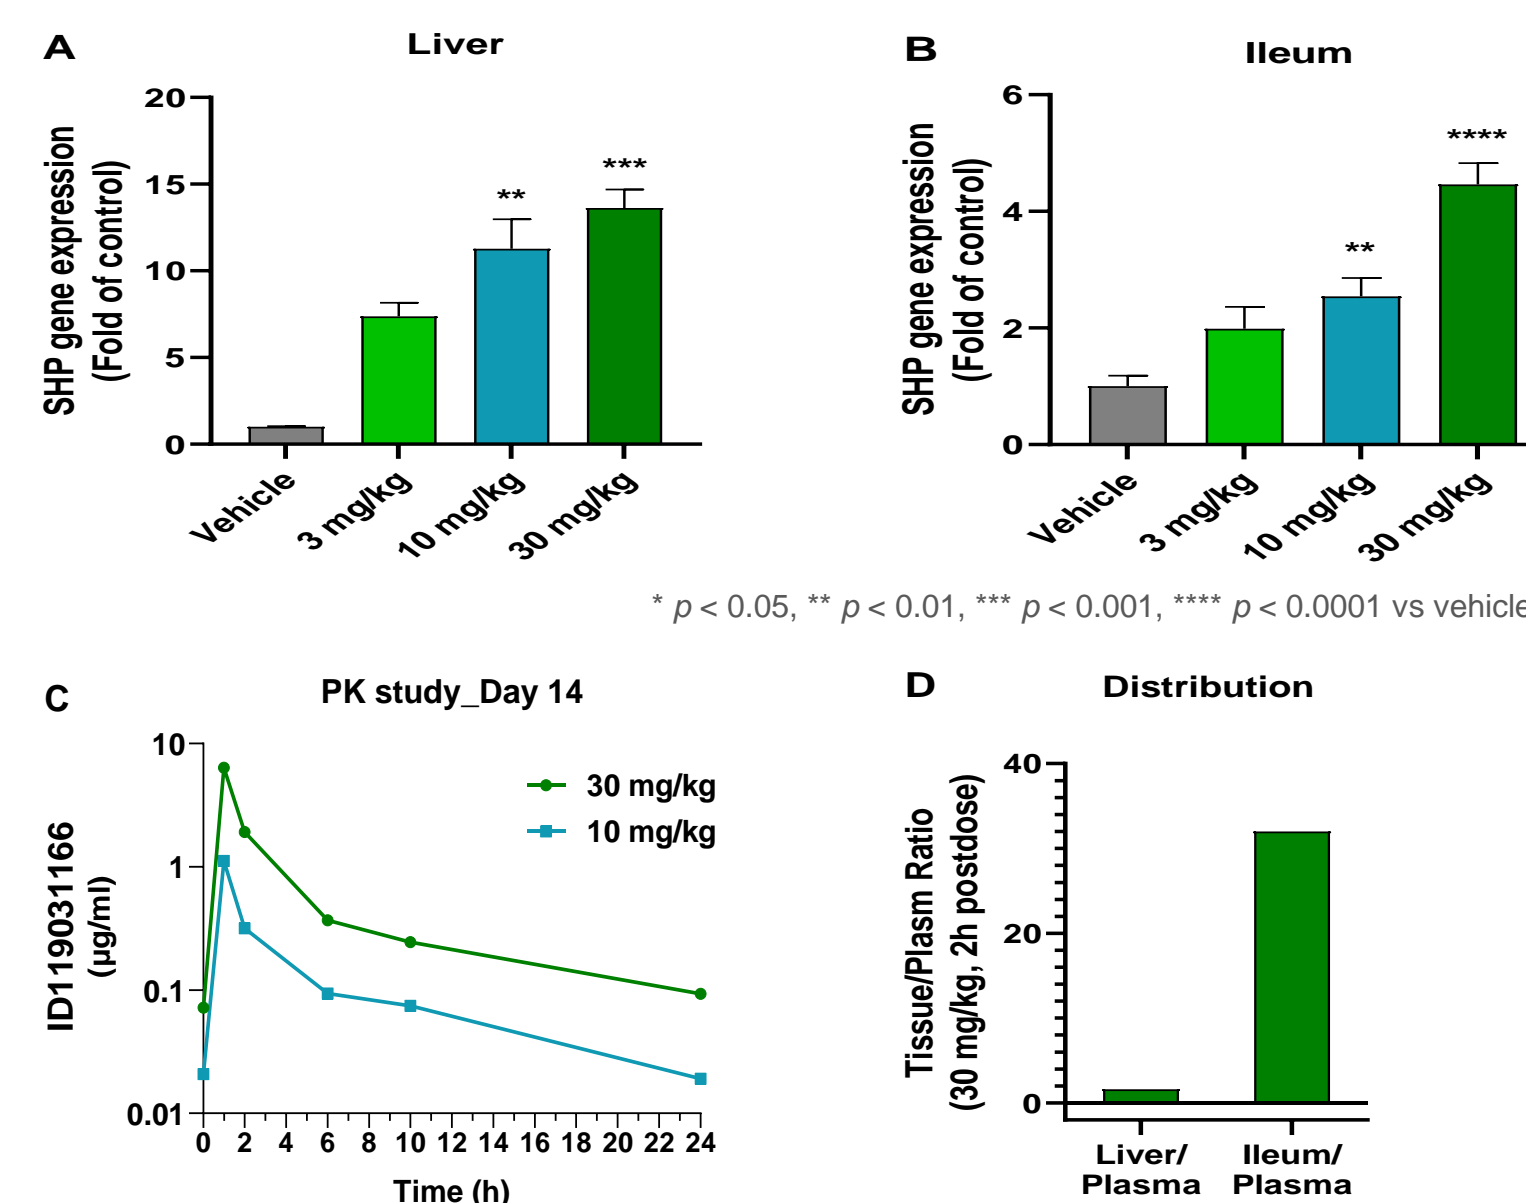 A
Liver
SHP gene expression
(Fold of control)
20
15
10
5
0
**
***
Vehicle
3 mg/kg
10 mg/kg
30 mg/kg
B
Ileum
SHP gene expression
(Fold of control)
6
4
2
0
**
****
Vehicle
3 mg/kg
10 mg/kg
30 mg/kg
* p < 0.05, ** p < 0.01, *** p < 0.001, **** p < 0.0001 vs vehicle
C
PK study_Day 14
ID119031166
(µg/ml)
10
1
0.1
0.01
30 mg/kg
10 mg/kg
0 2 4 6 8 10 12 14 16 18 20 22 24
Time (h)
D
Distribution
Tissue/Plasm Ratio
(30 mg/kg, 2h postdose)
40
20
0
Liver/
Plasma
Ileum/
Plasma